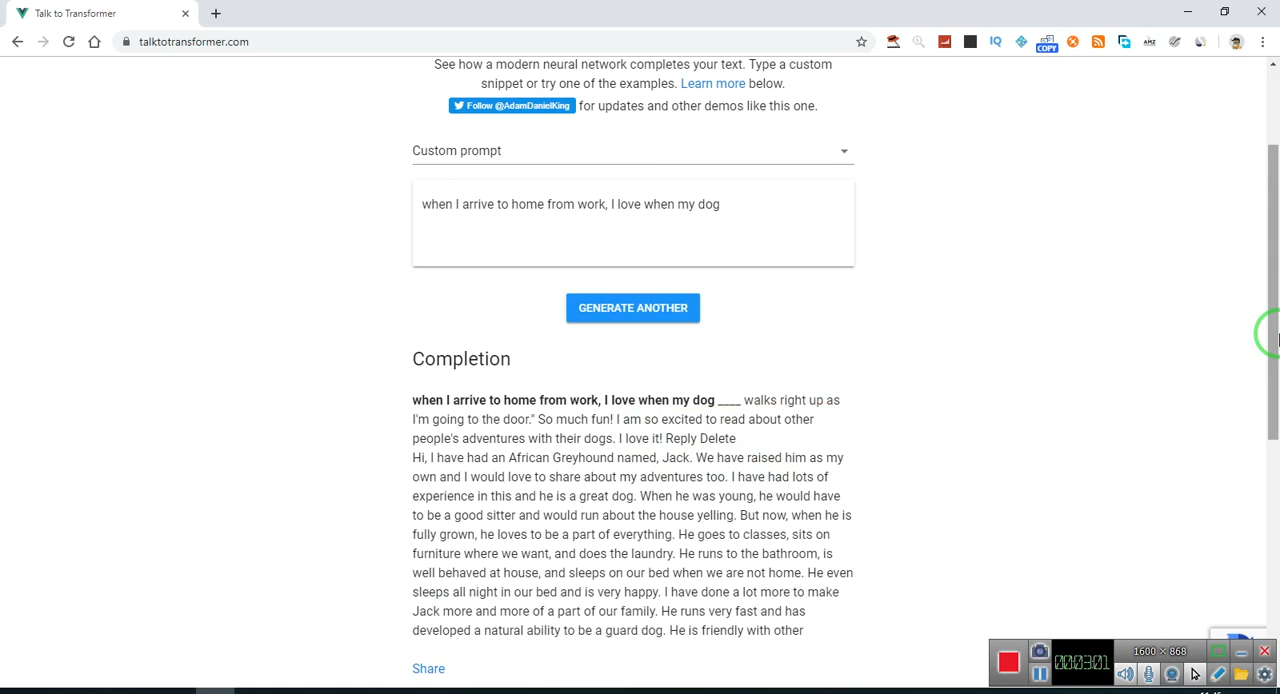 Talk to Transformer
talktotransformer.com
IQ
COPY
AMZ
See how a modern neural network completes your text. Type a custom
snippet or try one of the examples. Learn more below.
Follow @AdamDanielKing for updates and other demos like this one.
Custom prompt
when I arrive to home from work, I love when my dog
GENERATE ANOTHER
Completion
when I arrive to home from work, I love when my dog ____ walks right up as
I'm going to the door." So much fun! I am so excited to read about other
people's adventures with their dogs. I love it! Reply Delete
Hi, I have had an African Greyhound named, Jack. We have raised him as my
own and I would love to share about my adventures too. I have had lots of
experience in this and he is a great dog. When he was young, he would have
to be a good sitter and would run about the house yelling. But now, when he is
fully grown, he loves to be a part of everything. He goes to classes, sits on
furniture where we want, and does the laundry. He runs to the bathroom, is
well behaved at house, and sleeps on our bed when we are not home. He even
sleeps all night in our bed and is very happy. I have done a lot more to make
Jack more and more of a part of our family. He runs very fast and has
developed a natural ability to be a guard dog. He is friendly with other
Share
1600 × 868
000:03:01